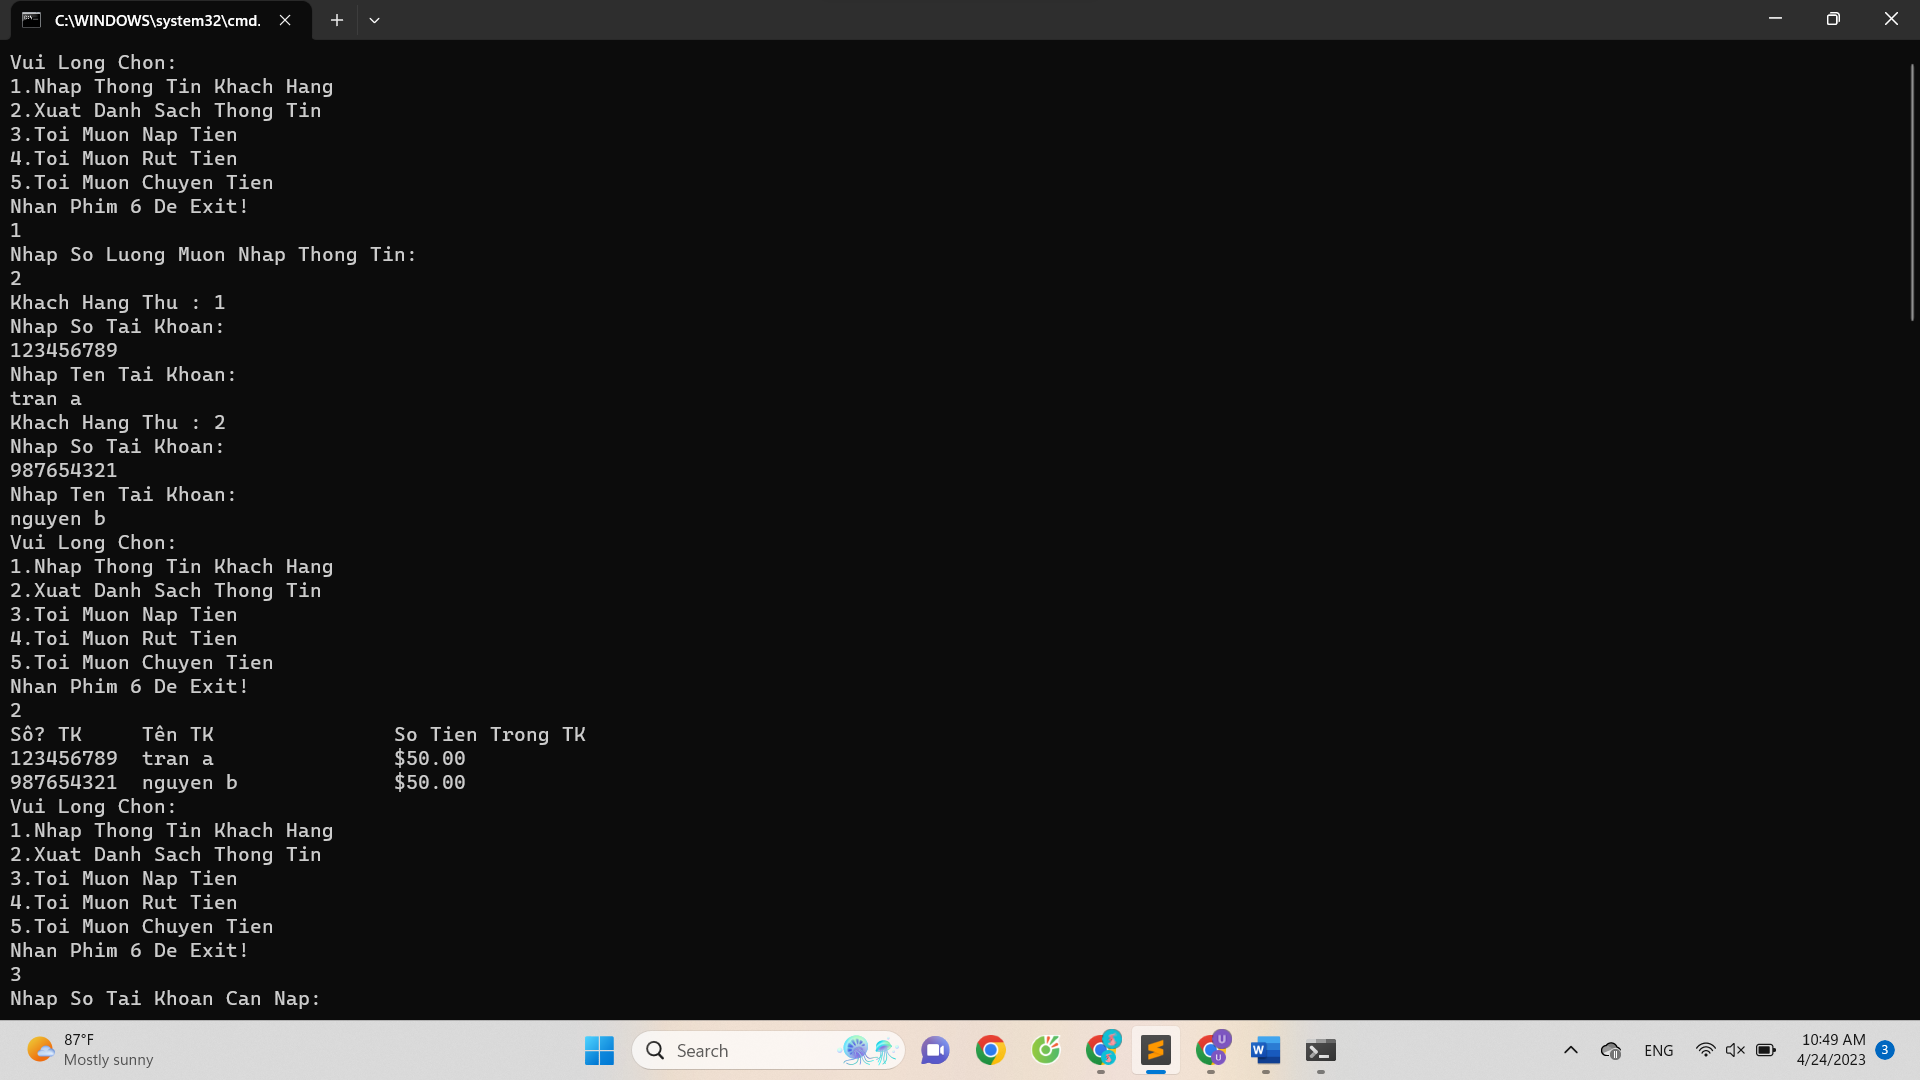 C:\WINDOWS\system32\cmd.
Vui Long Chon:
1.Nhap Thong Tin Khach Hang
2.Xuat Danh Sach Thong Tin
3.Toi Muon Nap Tien
4.Toi Muon Rut Tien
5.Toi Muon Chuyen Tien
Nhan Phim 6 De Exit!
1
Nhap So Luong Muon Nhap Thong Tin:
2
Khach Hang Thu : 1
Nhap So Tai Khoan:
123456789
Nhap Ten Tai Khoan:
tran a
Khach Hang Thu : 2
Nhap So Tai Khoan:
987654321
Nhap Ten Tai Khoan:
nguyen b
Vui Long Chon:
1.Nhap Thong Tin Khach Hang
2.Xuat Danh Sach Thong Tin
3.Toi Muon Nap Tien
4.Toi Muon Rut Tien
5.Toi Muon Chuyen Tien
Nhan Phim 6 De Exit!
2
Sô? TK Tên TK So Tien Trong TK
123456789 tran a $50.00
987654321 nguyen b $50.00
Vui Long Chon:
1.Nhap Thong Tin Khach Hang
2.Xuat Danh Sach Thong Tin
3.Toi Muon Nap Tien
4.Toi Muon Rut Tien
5.Toi Muon Chuyen Tien
Nhan Phim 6 De Exit!
3
Nhap So Tai Khoan Can Nap:
87°F
Mostly sunny
Search
U
U
W
ENG
10:49 AM
4/24/2023
3